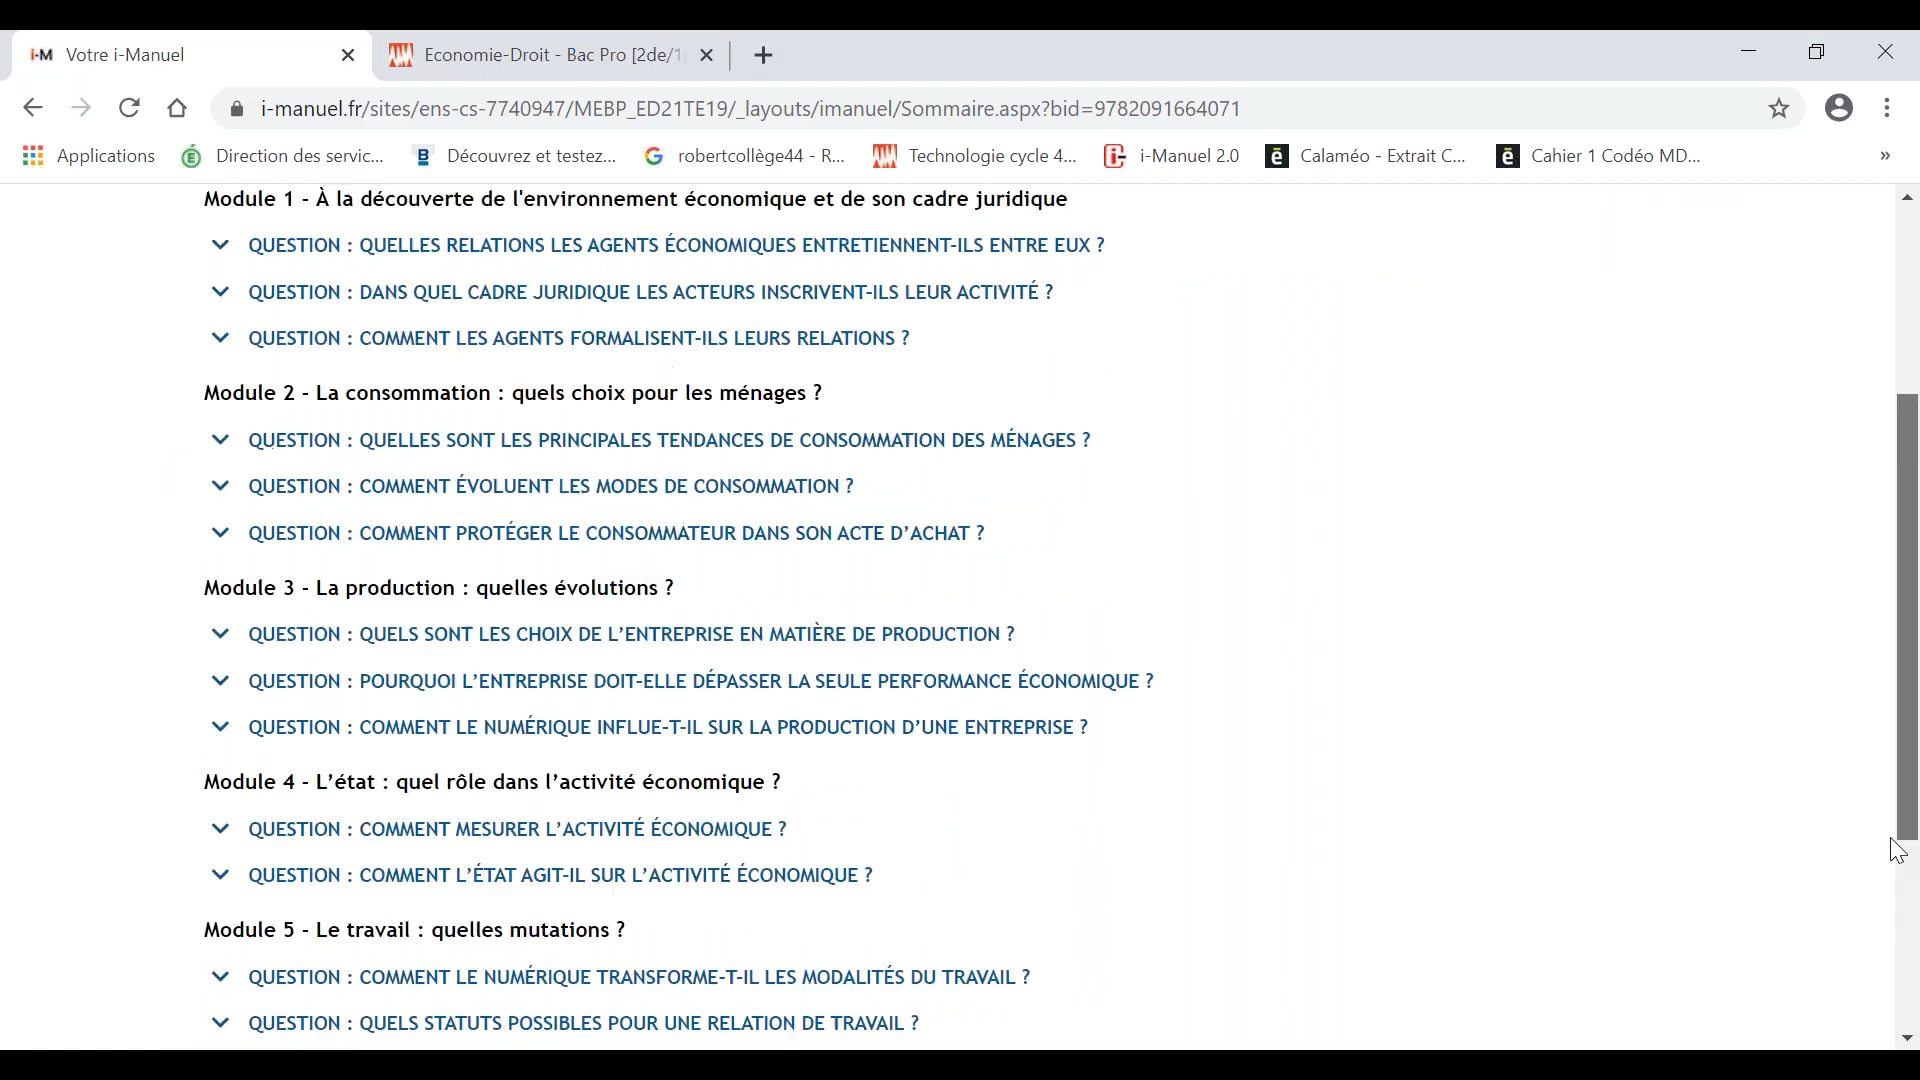 Votre i-Manuel
Economie-Droit - Bac Pro [2de/1
i-manuel.fr/sites/ens-cs-7740947/MEBP_ED21TE19/_layouts/imanuel/Sommaire.aspx?bid=9782091664071
Applications
Direction des servic...
Découvrez et testez...
robertcollège44 - R...
Technologie cycle 4...
i-Manuel 2.0
Calaméo - Extrait C...
Cahier 1 Codéo MD...
Module 1 - À la découverte de l'environnement économique et de son cadre juridique
QUESTION : QUELLES RELATIONS LES AGENTS ÉCONOMIQUES ENTRETIENNENT-ILS ENTRE EUX ?
QUESTION : DANS QUEL CADRE JURIDIQUE LES ACTEURS INSCRIVENT-ILS LEUR ACTIVITÉ ?
QUESTION : COMMENT LES AGENTS FORMALISENT-ILS LEURS RELATIONS ?
Module 2 - La consommation : quels choix pour les ménages ?
QUESTION : QUELLES SONT LES PRINCIPALES TENDANCES DE CONSOMMATION DES MÉNAGES ?
QUESTION : COMMENT ÉVOLUENT LES MODES DE CONSOMMATION ?
QUESTION : COMMENT PROTÉGER LE CONSOMMATEUR DANS SON ACTE D’ACHAT ?
Module 3 - La production : quelles évolutions ?
QUESTION : QUELS SONT LES CHOIX DE L’ENTREPRISE EN MATIÈRE DE PRODUCTION ?
QUESTION : POURQUOI L’ENTREPRISE DOIT-ELLE DÉPASSER LA SEULE PERFORMANCE ÉCONOMIQUE ?
QUESTION : COMMENT LE NUMÉRIQUE INFLUE-T-IL SUR LA PRODUCTION D’UNE ENTREPRISE ?
Module 4 - L’état : quel rôle dans l’activité économique ?
QUESTION : COMMENT MESURER L’ACTIVITÉ ÉCONOMIQUE ?
QUESTION : COMMENT L’ÉTAT AGIT-IL SUR L’ACTIVITÉ ÉCONOMIQUE ?
Module 5 - Le travail : quelles mutations ?
QUESTION : COMMENT LE NUMÉRIQUE TRANSFORME-T-IL LES MODALITÉS DU TRAVAIL ?
QUESTION : QUELS STATUTS POSSIBLES POUR UNE RELATION DE TRAVAIL ?